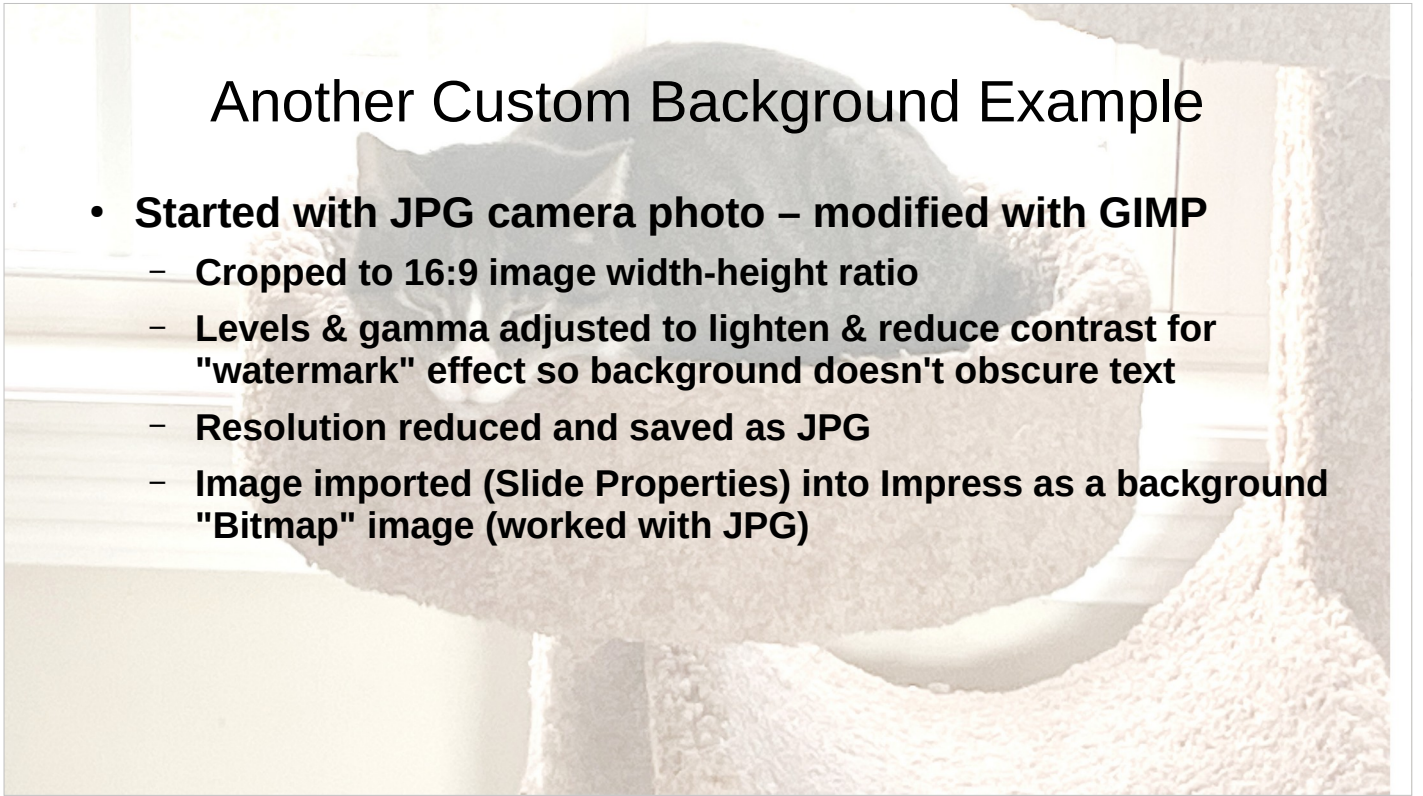 Another Custom Background Example
• Started with JPG camera photo – modified with GIMP
– Cropped to 16:9 image width-height ratio
– Levels & gamma adjusted to lighten & reduce contrast for
"watermark" effect so background doesn't obscure text
– Resolution reduced and saved as JPG
– Image imported (Slide Properties) into Impress as a background
"Bitmap" image (worked with JPG)